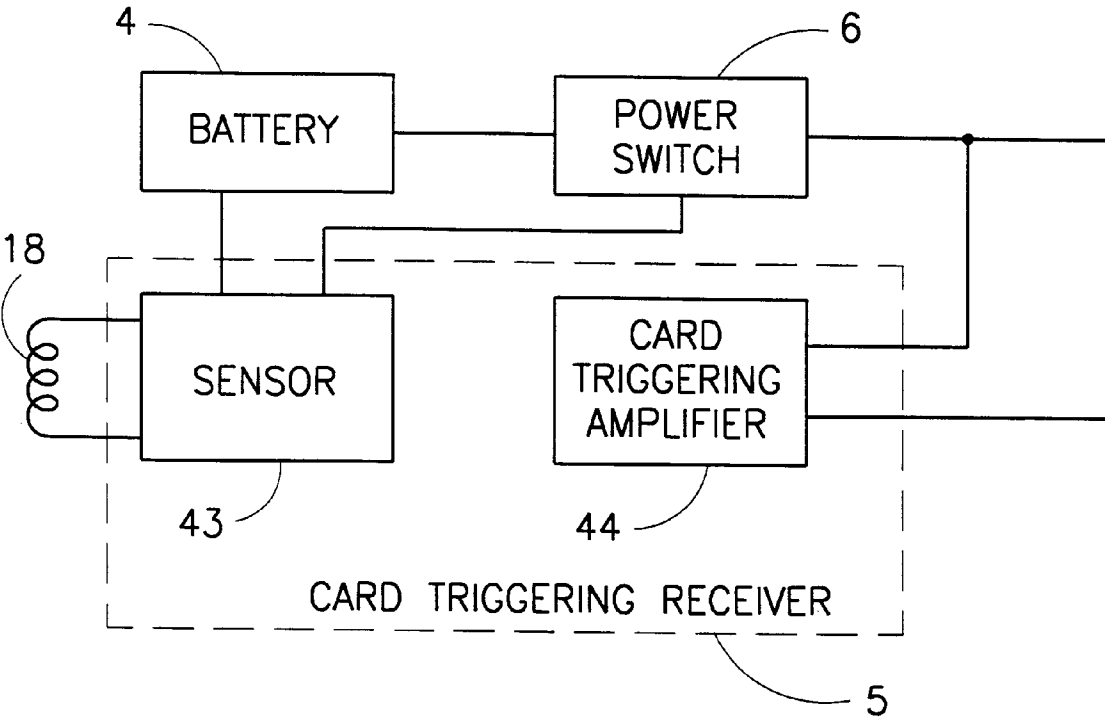 4
6
BATTERY
POWER
SWITCH
18
SENSOR
CARD
TRIGGERING
AMPLIFIER
43
44
CARD TRIGGERING RECEIVER
5